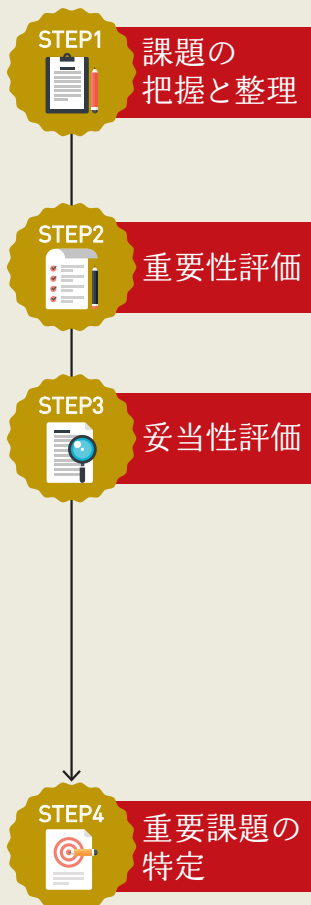 STEP1
課題の
把握と整理
STEP2
重要性評価
STEP3
妥当性評価
STEP4
重要課題の
特定